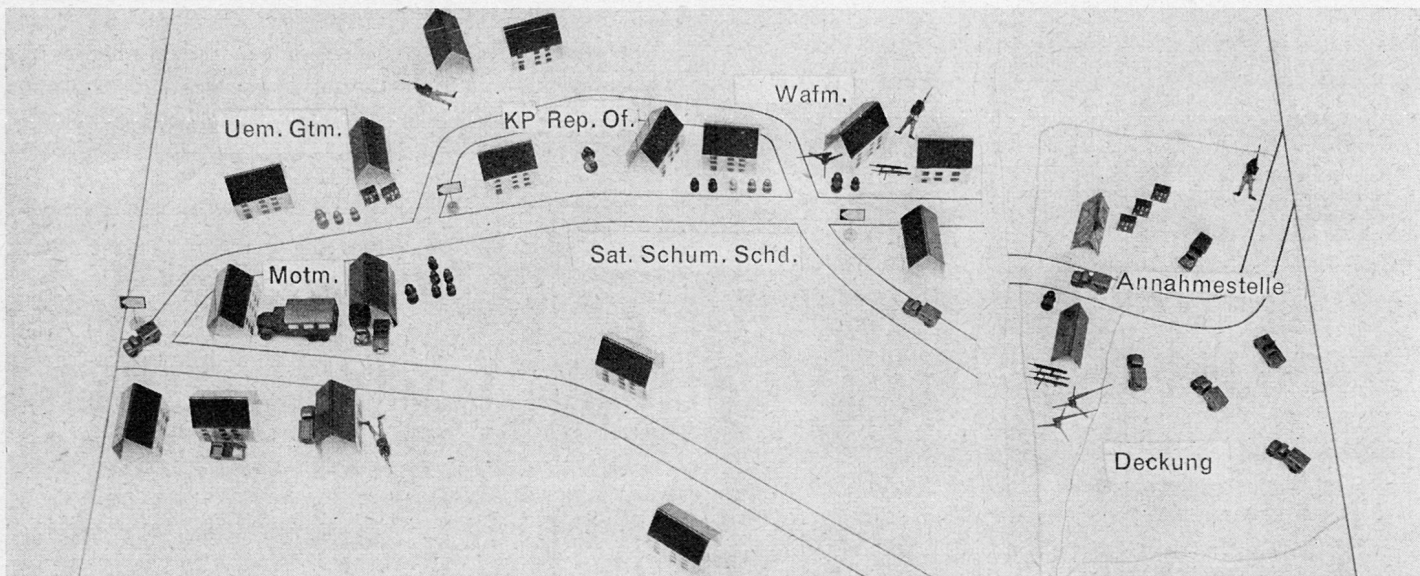 Wafm.
Uem. Gtm.
KP Rep. Of.
Sat. Schum. Schd.
Motm.
Annahmestelle
Deckung